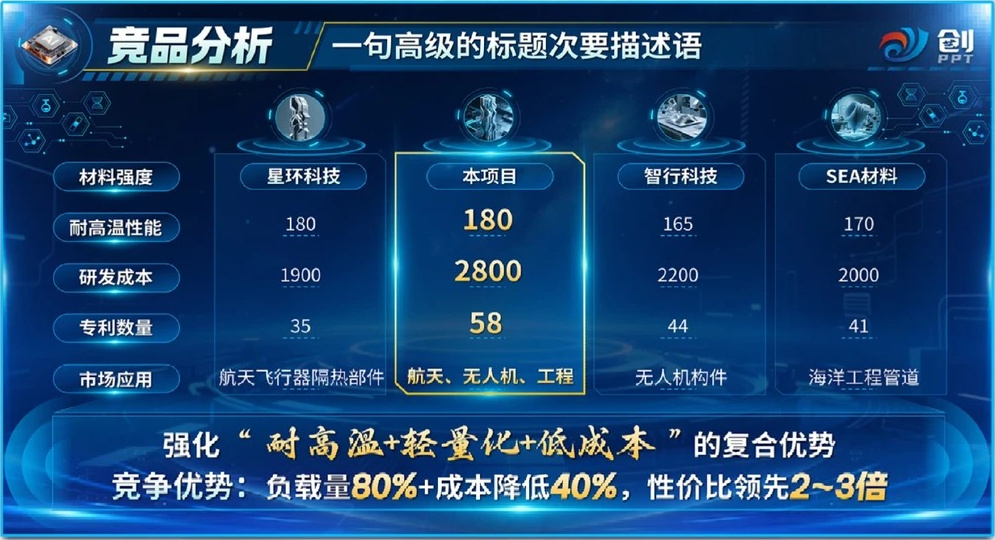 竞品分析
一句高级的标题次要描述语
创
PPT
材料强度 星环科技 本项目 智行科技 SEA材料
耐高温性能 180 180 165 170
研发成本 1900 2800 2200 2000
专利数量 35 58 44 41
市场应用 航天飞行器隔热部件 航天、无人机、工程 无人机构件 海洋工程管道
强化“耐高温+轻量化+低成本”的复合优势
竞争优势：负载量80%+成本降低40%，性价比领先2~3倍